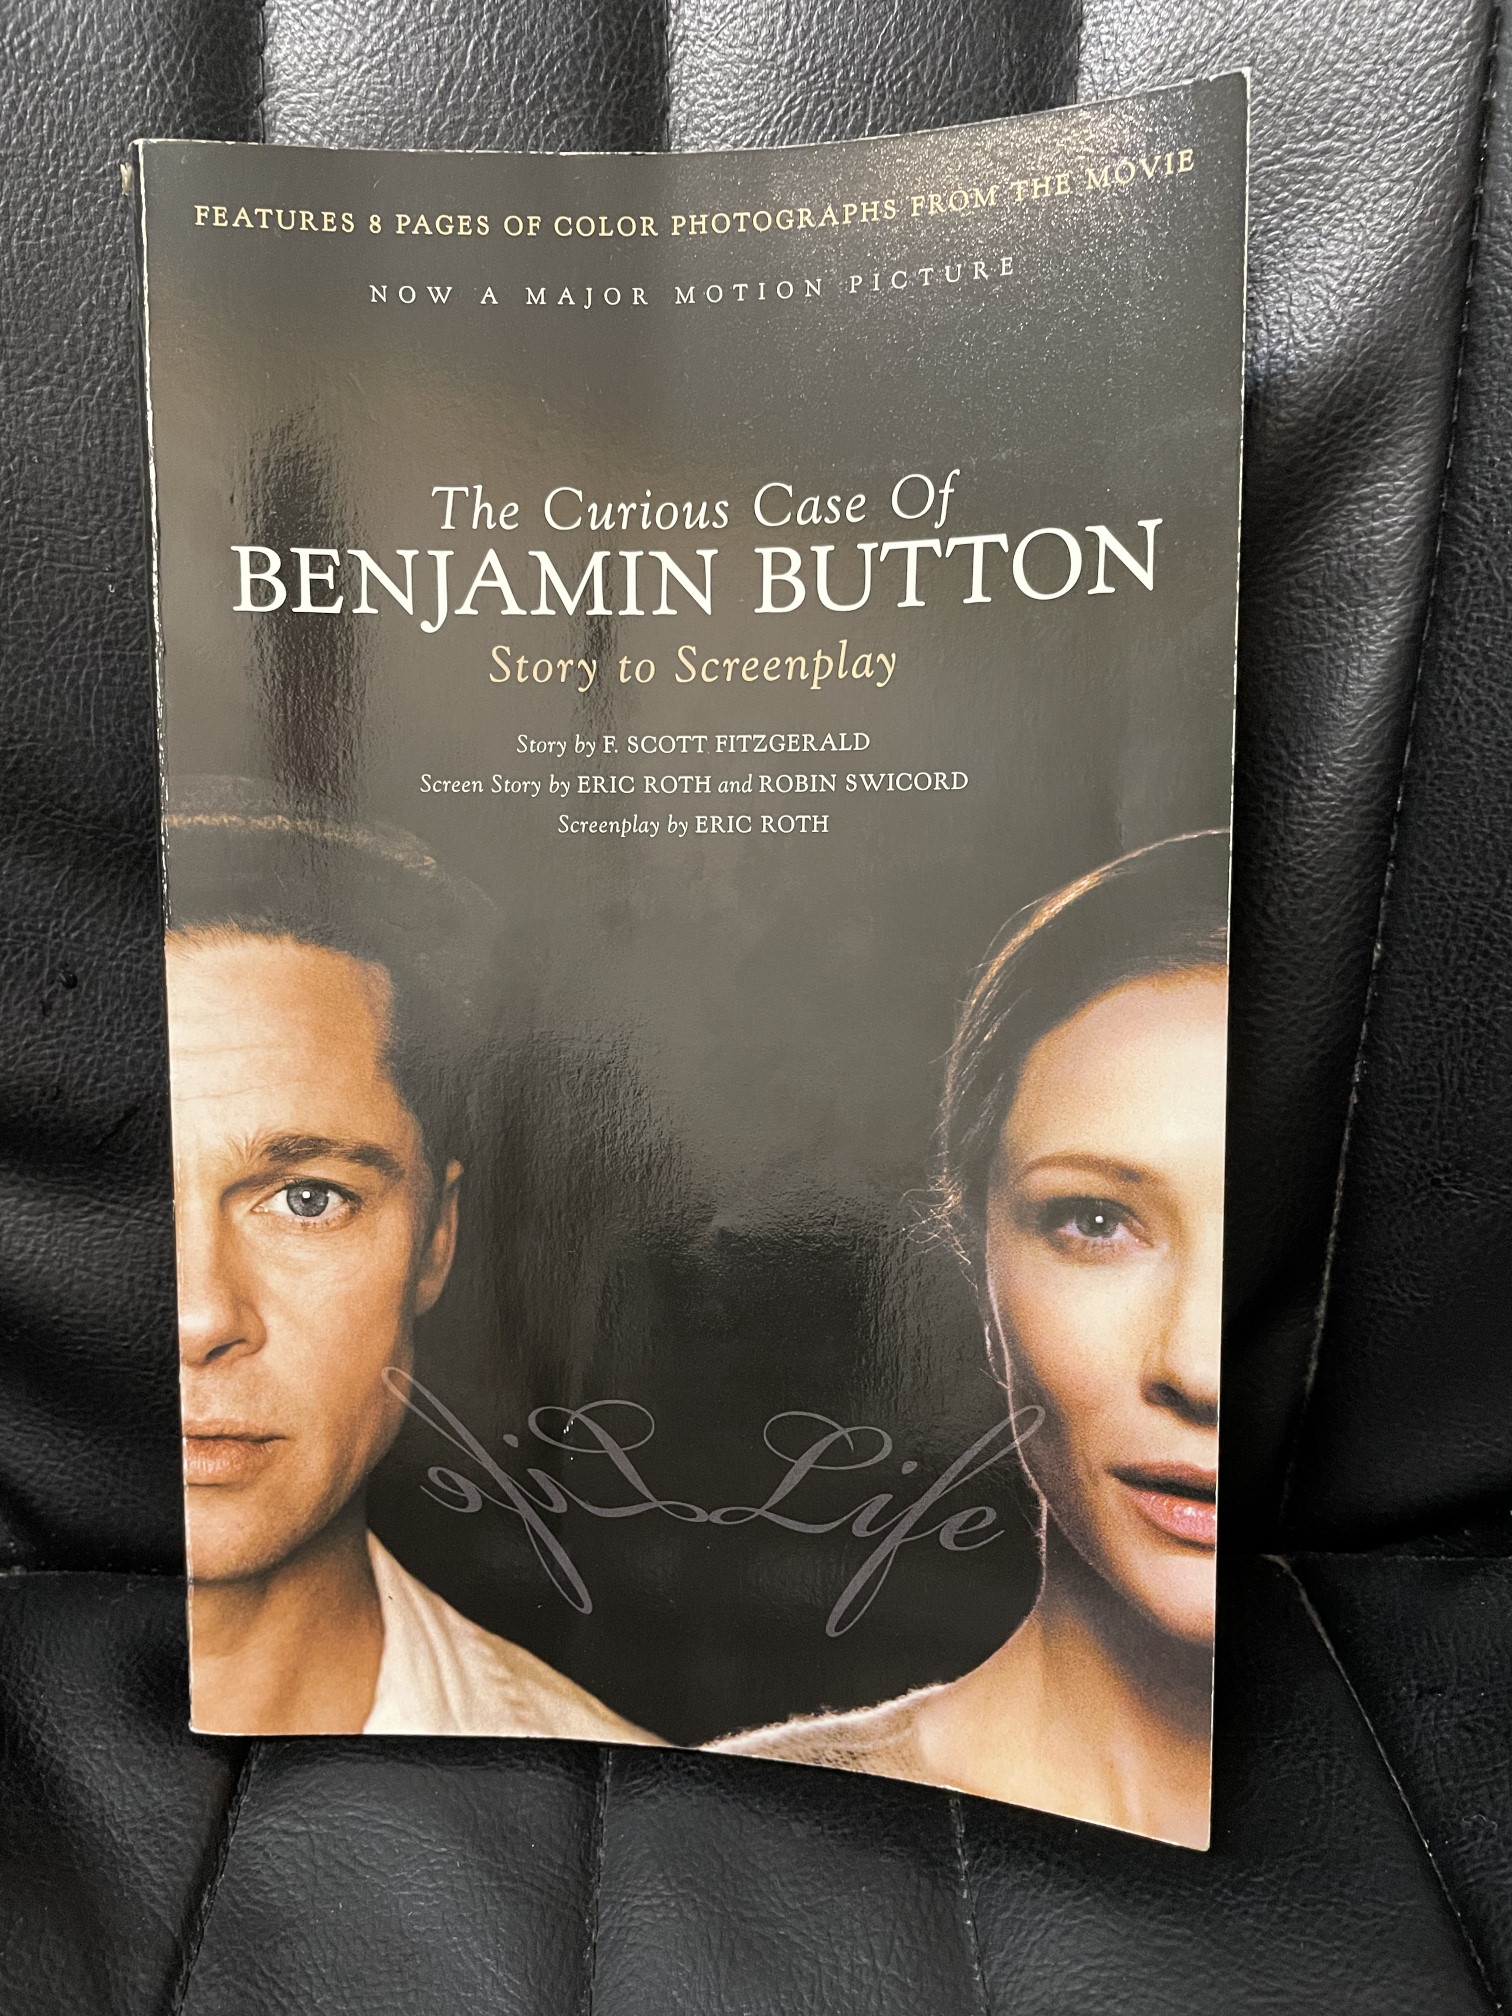 FEATURES 8 PAGES OF COLOR PHOTOGRAPHS FROM THE MOVIE
NOW A MAJOR MOTION PICTURE
The Curious Case Of
BENJAMIN BUTTON
Story to Screenplay
Story by F. SCOTT FITZGERALD
Screen Story by ERIC ROTH and ROBIN SWICORD
Screenplay by ERIC ROTH
Life Life